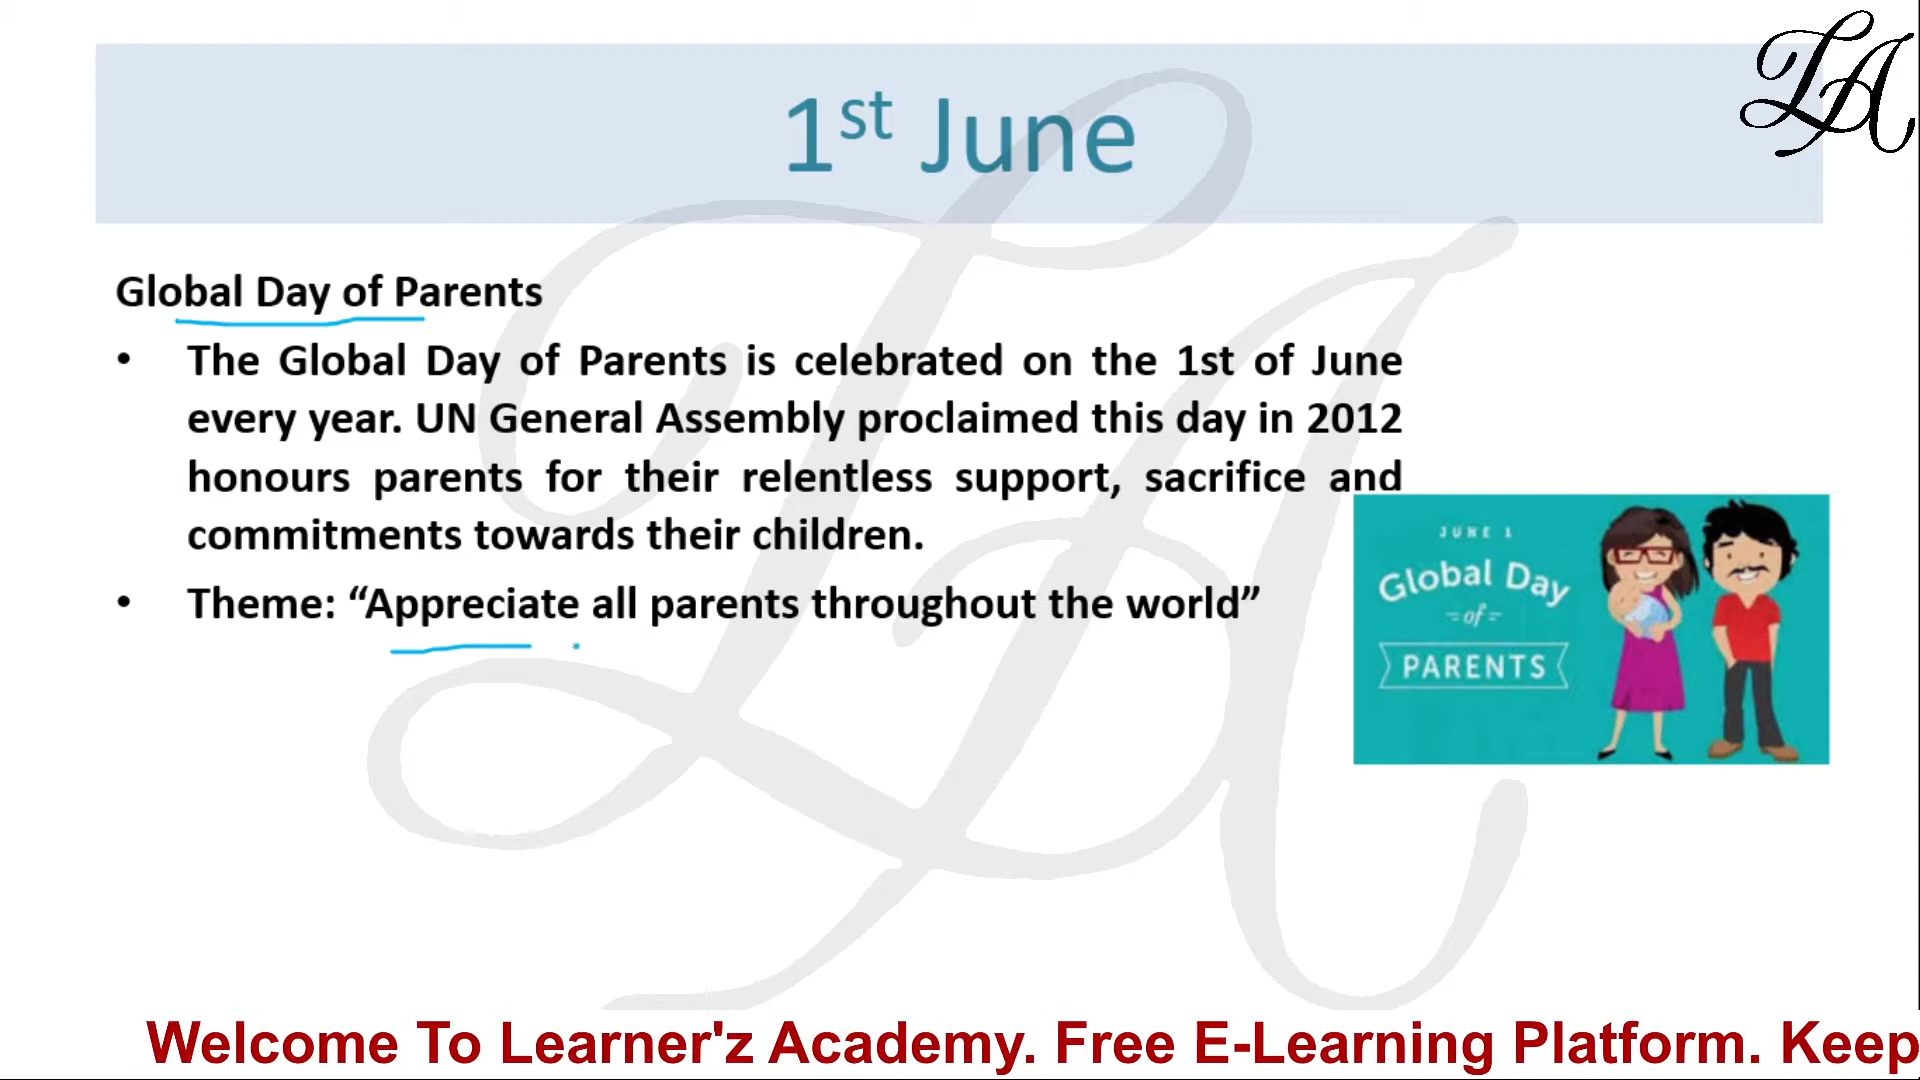 LA
1st June
Global Day of Parents
• The Global Day of Parents is celebrated on the 1st of June
every year. UN General Assembly proclaimed this day in 2012
honours parents for their relentless support, sacrifice and
commitments towards their children.
• Theme: “Appreciate all parents throughout the world”
JUNE 1
Global Day
of
PARENTS
Welcome To Learner'z Academy. Free E-Learning Platform. Keep